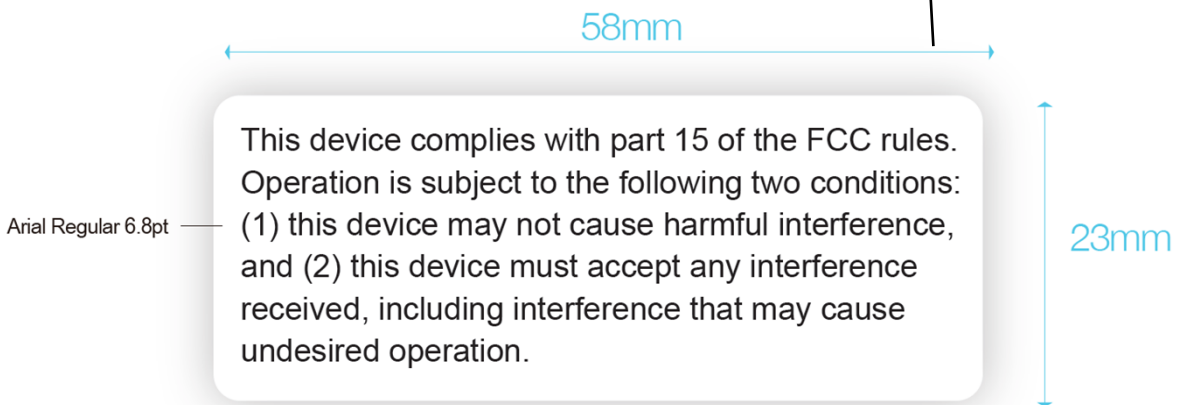 58mm
This device complies with part 15 of the FCC rules.
Operation is subject to the following two conditions:
Arial Regular 6.8pt
(1) this device may not cause harmful interference,
23mm
and (2) this device must accept any interference
received, including interference that may cause
undesired operation.